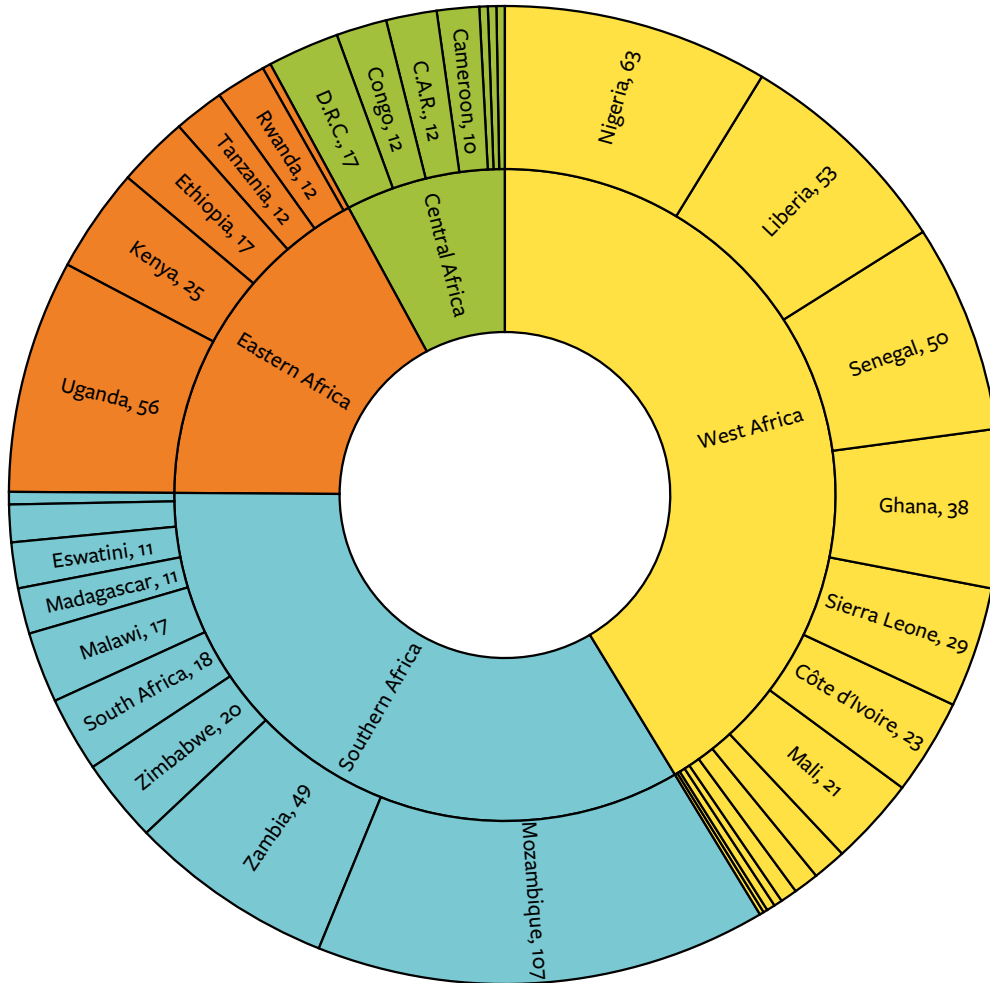 Nigeria, 63
Liberia, 53
Senegal, 50
Ghana, 38
Sierra Leone, 29
Côte d'Ivoire, 23
Mali, 21
West Africa
Mozambique, 107
Zambia, 49
Zimbabwe, 20
South Africa, 18
Malawi, 17
Madagascar, 11
Eswatini, 11
Southern Africa
Uganda, 56
Kenya, 25
Ethiopia, 17
Tanzania, 12
Rwanda, 12
Eastern Africa
D.R.C., 17
Congo, 12
C.A.R., 12
Cameroon, 10
Central Africa